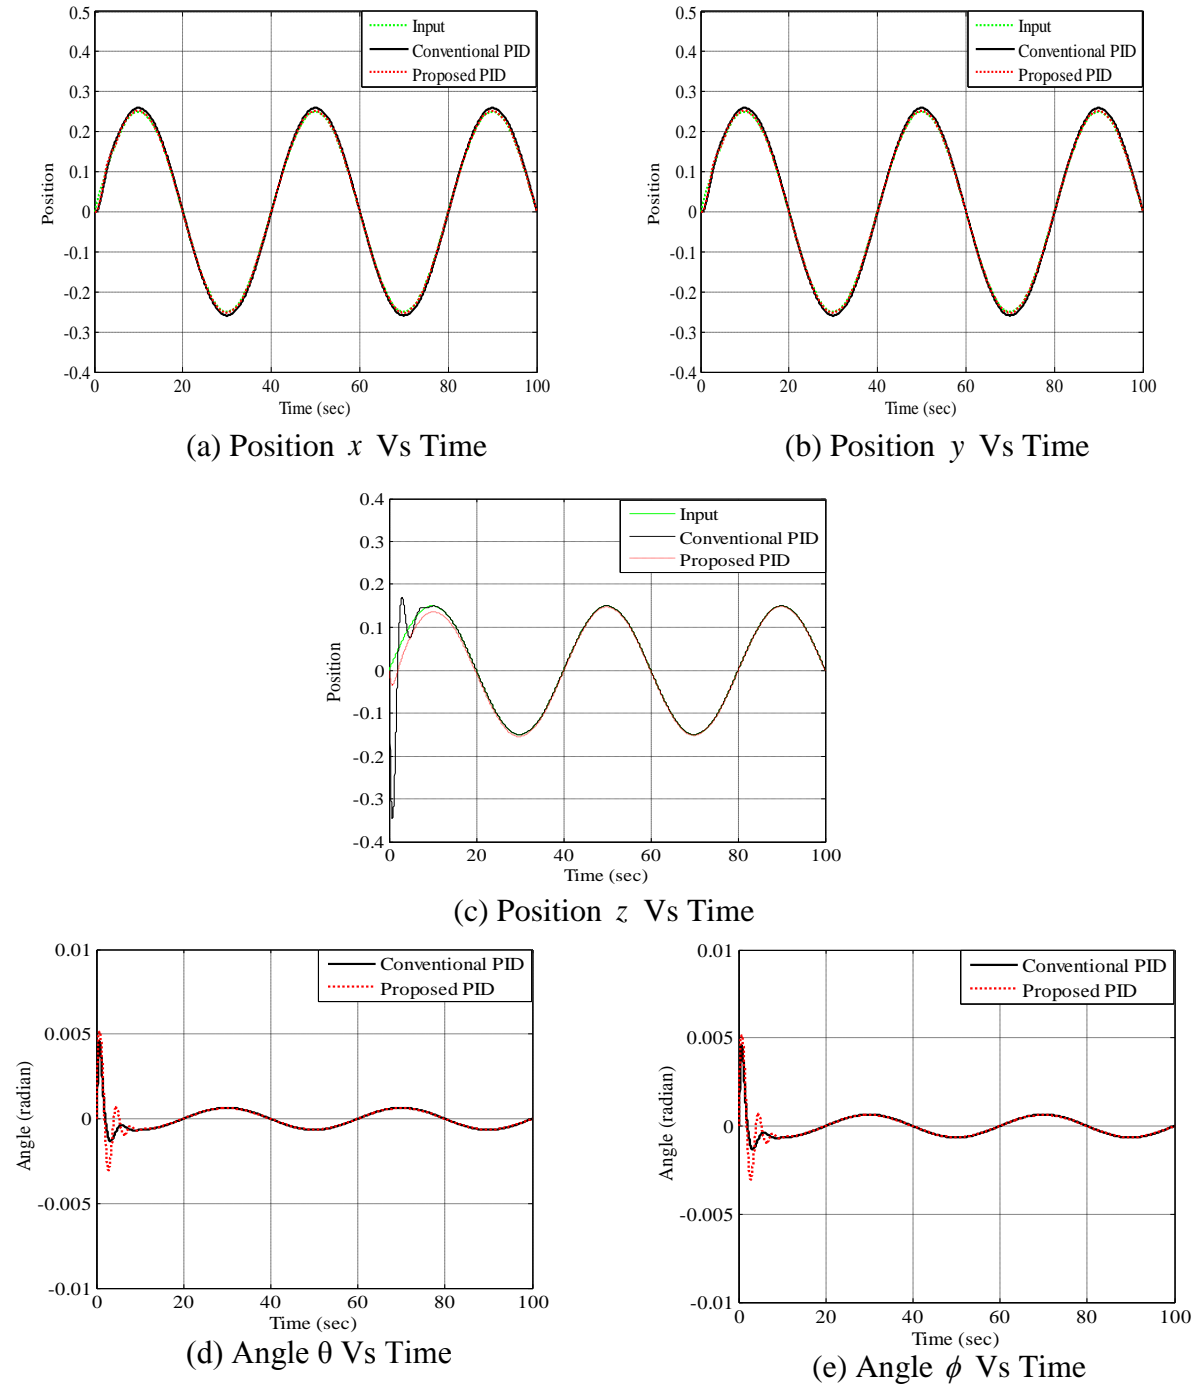 0.5
0.4
0.3
0.2
0.1
0
-0.1
-0.2
-0.3
-0.4
Position
Input
Conventional PID
Proposed PID
0 20 40 60 80 100
Time (sec)
(a) Position x Vs Time
0.5
0.4
0.3
0.2
0.1
0
-0.1
-0.2
-0.3
-0.4
Position
Input
Conventional PID
Proposed PID
0 20 40 60 80 100
Time (sec)
(b) Position y Vs Time
0.4
0.3
0.2
0.1
0
-0.1
-0.2
-0.3
-0.4
Position
Input
Conventional PID
Proposed PID
0 20 40 60 80 100
Time (sec)
(c) Position z Vs Time
0.01
0.005
0
-0.005
-0.01
Angle (radian)
Conventional PID
Proposed PID
0 20 40 60 80 100
Time (sec)
(d) Angle θ Vs Time
0.01
0.005
0
-0.005
-0.01
Angle (radian)
Conventional PID
Proposed PID
0 20 40 60 80 100
Time (sec)
(e) Angle ϕ Vs Time